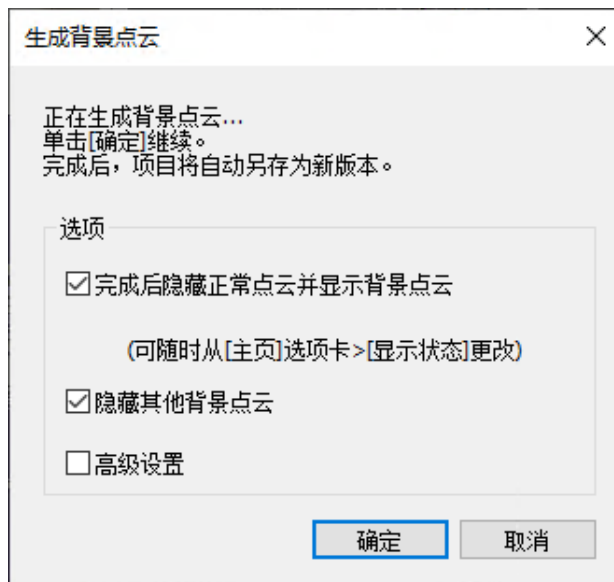 生成背景点云
正在生成背景点云...
单击[确定]继续。
完成后，项目将自动另存为新版本。
选项
完成后隐藏正常点云并显示背景点云
(可随时从[主页]选项卡>[显示状态]更改)
隐藏其他背景点云
高级设置
确定
取消